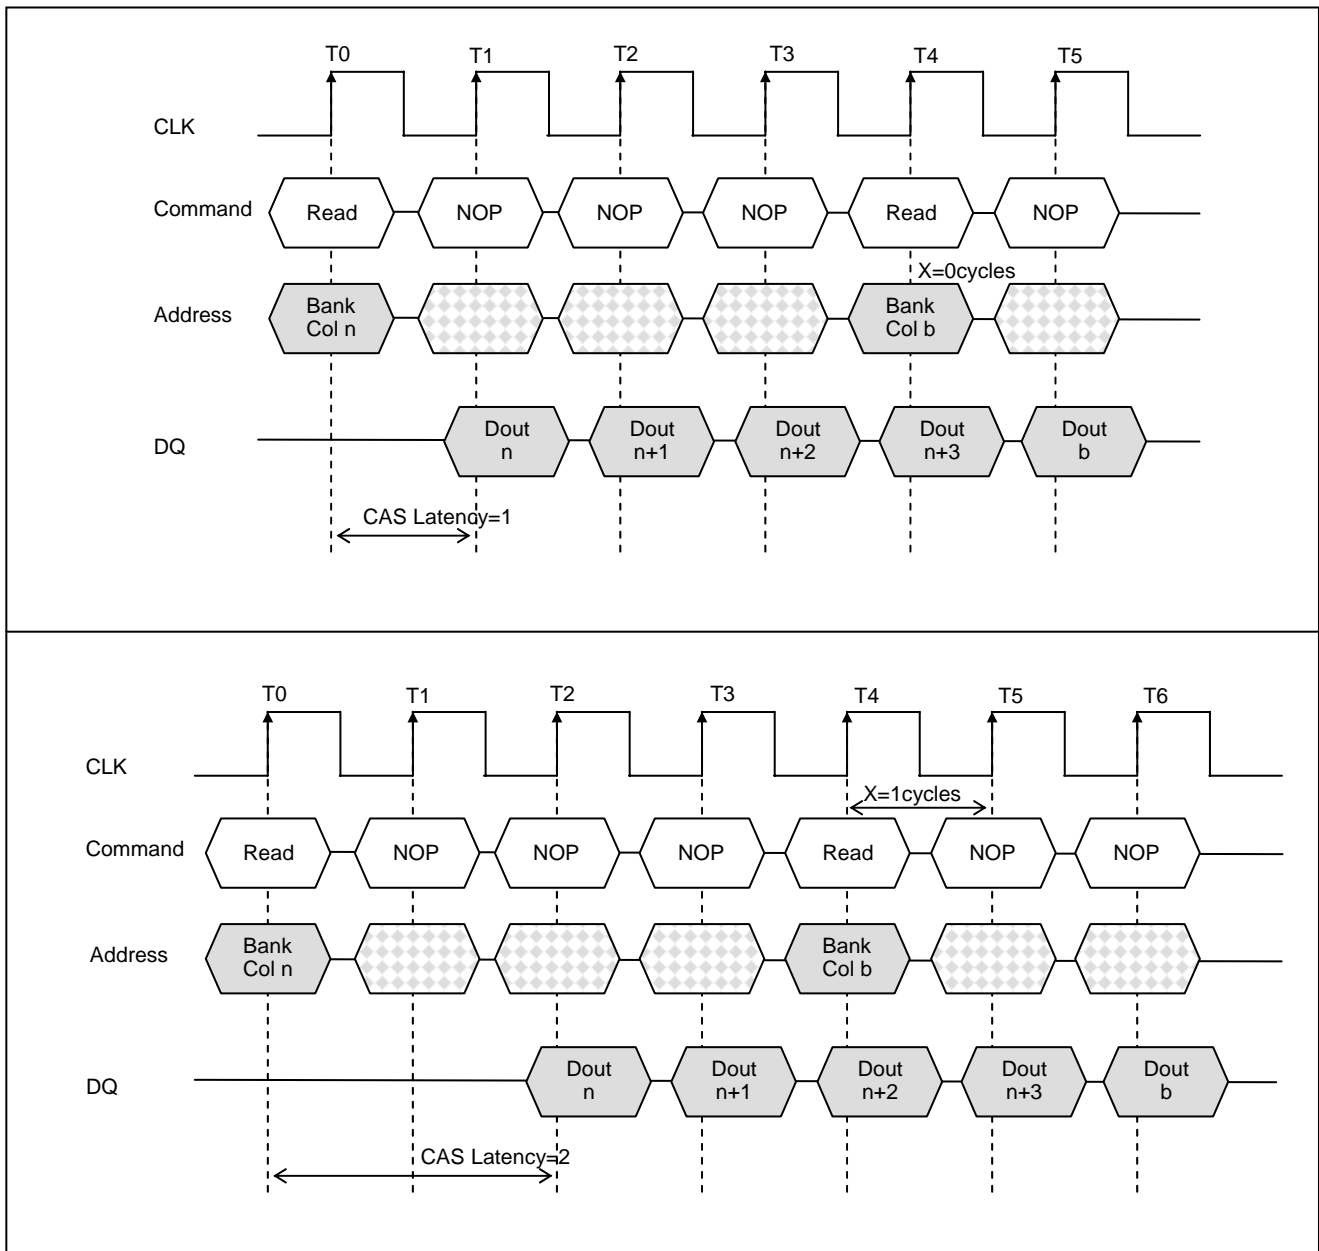 T0 T1 T2 T3 T4 T5
CLK
Command Read NOP NOP NOP Read NOP
X=0cycles
Address Bank Col n Bank Col b
DQ Dout n Dout n+1 Dout n+2 Dout n+3 Dout b
CAS Latency=1
T0 T1 T2 T3 T4 T5 T6
CLK
X=1cycles
Command Read NOP NOP NOP Read NOP NOP
Address Bank Col n Bank Col b
DQ Dout n Dout n+1 Dout n+2 Dout n+3 Dout b
CAS Latency=2